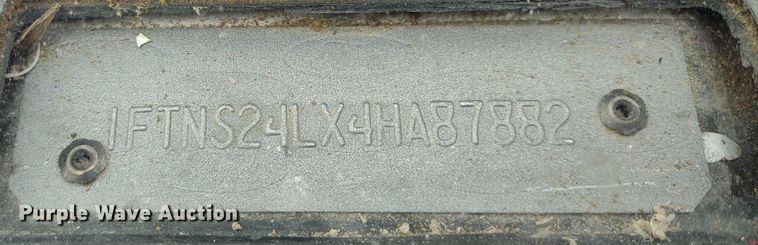 1FTNS24LX4HA87882
Purple Wave Auction